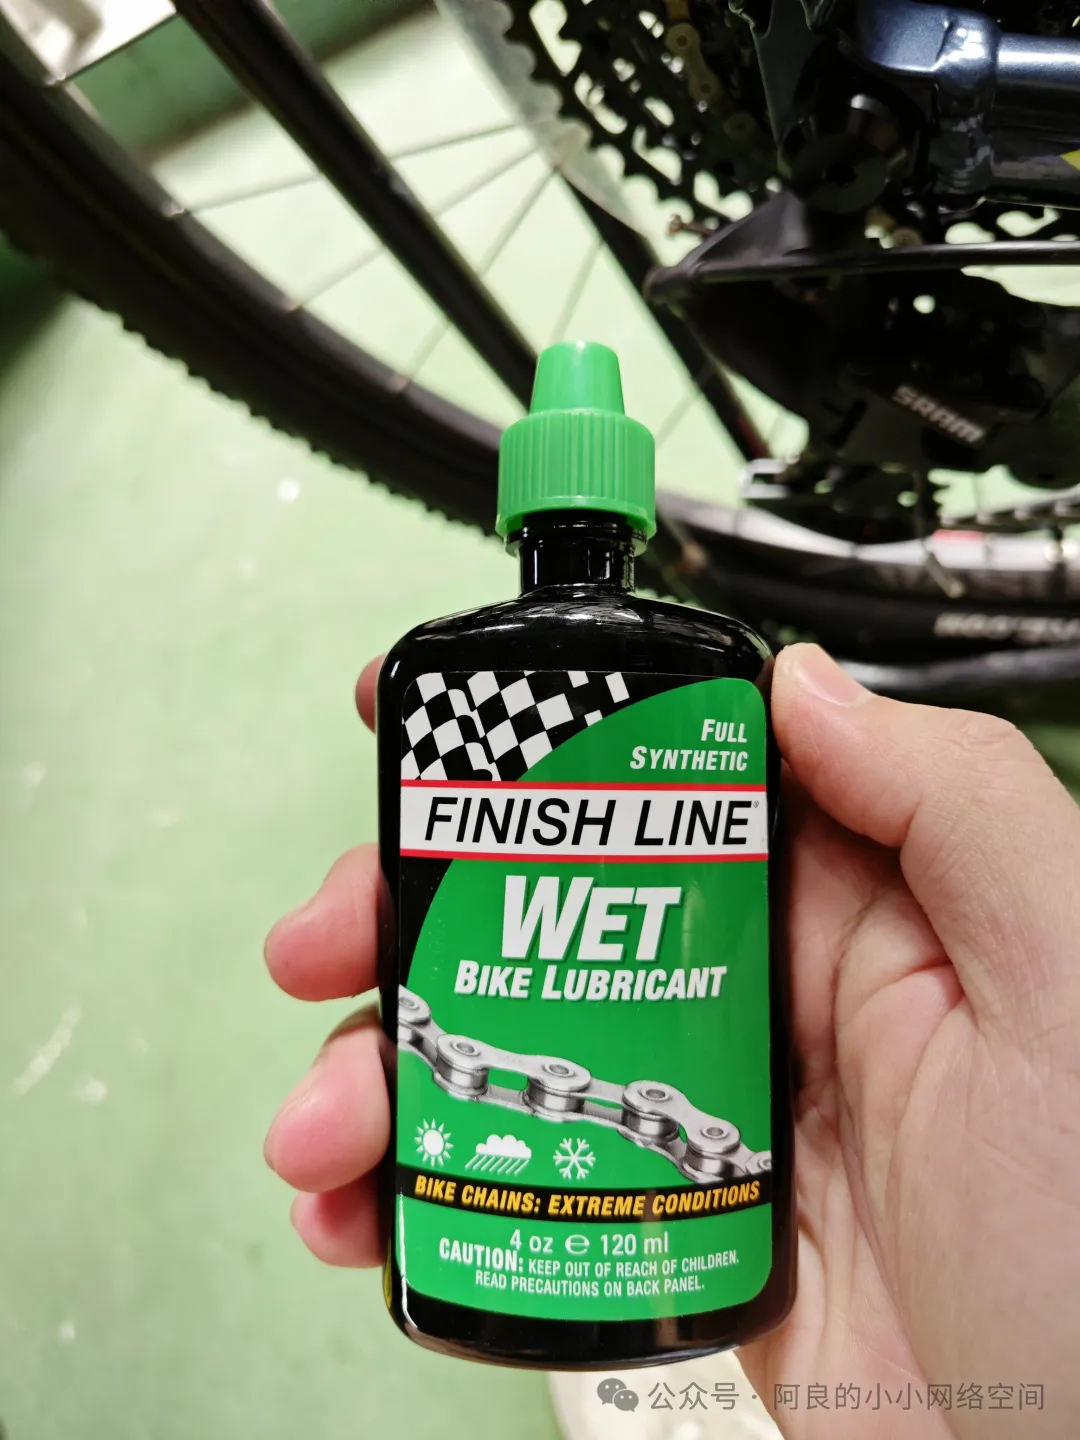 SRAM
FULL
SYNTHETIC
FINISH LINE®
WET
BIKE LUBRICANT
BIKE CHAINS: EXTREME CONDITIONS
4 oz ℮ 120 ml
CAUTION: KEEP OUT OF REACH OF CHILDREN.
READ PRECAUTIONS ON BACK PANEL.
公众号 · 阿良的小小网络空间